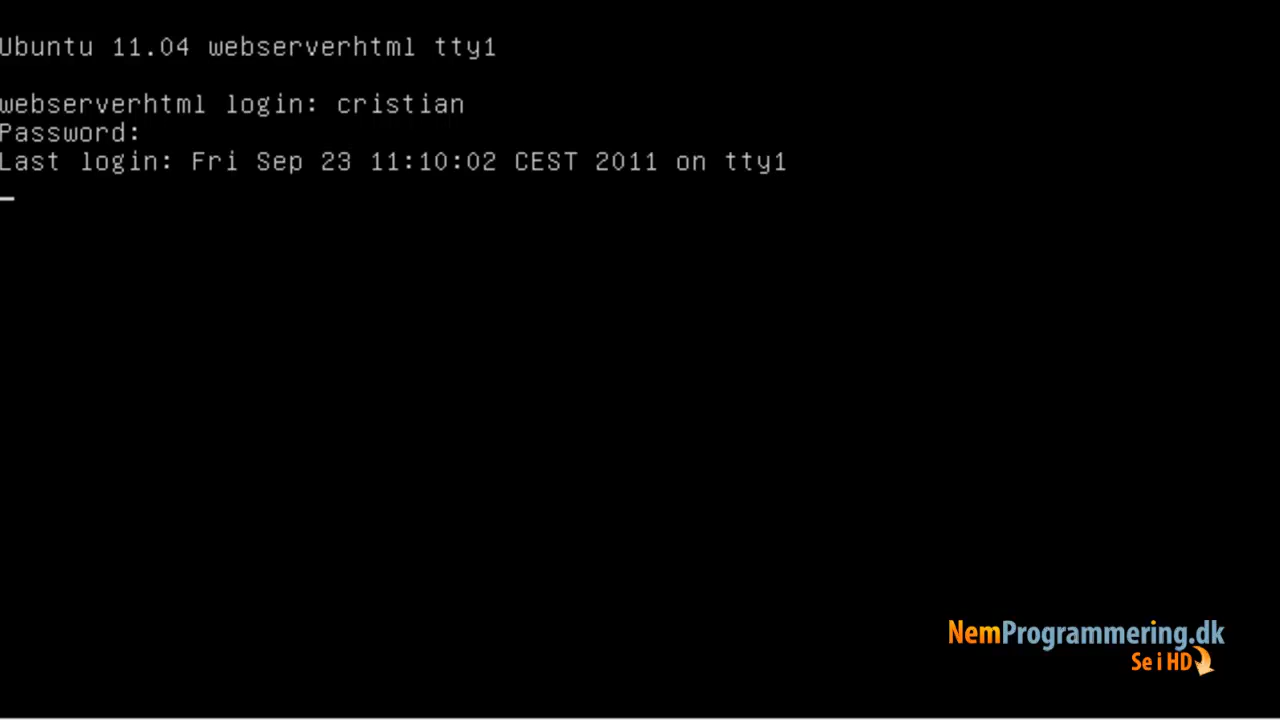 Ubuntu 11.04 webserverhtml tty1
webserverhtml login: cristian
Password:
Last login: Fri Sep 23 11:10:02 CEST 2011 on tty1
NemProgrammering.dk
Se i HD